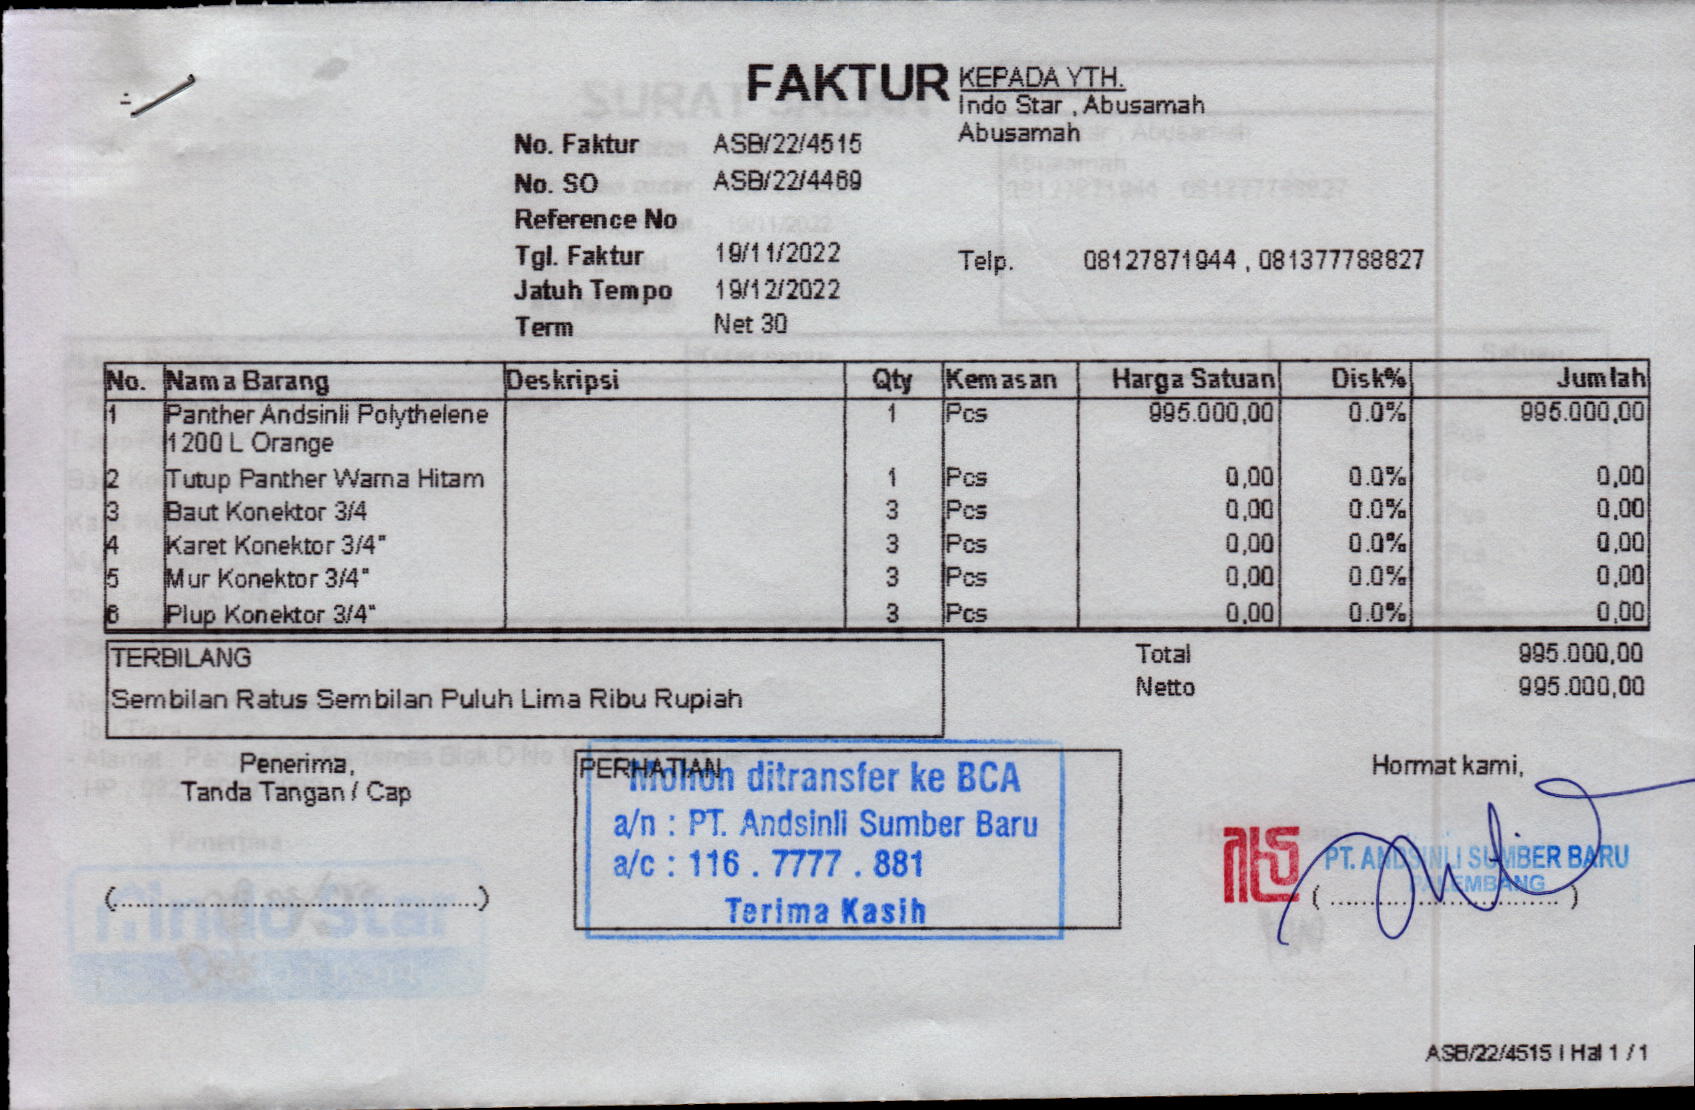 FAKTUR
KEPADA YTH.
Indo Star , Abusamah
Abusamah
No. Faktur ASB/22/4515
No. SO ASB/22/4469
Reference No
Tgl. Faktur 19/11/2022
Telp. 08127871944 , 081377788827
Jatuh Tempo 19/12/2022
Term Net 30
No. Nama Barang Deskripsi Qty Kemasan Harga Satuan Disk% Jumlah
1 Panther Andsinli Polythelene 1 Pcs 995.000,00 0.0% 995.000,00
1200 L Orange
2 Tutup Panther Warna Hitam 1 Pcs 0,00 0.0% 0,00
3 Baut Konektor 3/4 3 Pcs 0,00 0.0% 0,00
4 Karet Konektor 3/4" 3 Pcs 0,00 0.0% 0,00
5 Mur Konektor 3/4" 3 Pcs 0,00 0.0% 0,00
6 Plup Konektor 3/4" 3 Pcs 0,00 0.0% 0,00
TERBILANG
Sembilan Ratus Sembilan Puluh Lima Ribu Rupiah
Total 995.000,00
Netto 995.000,00
Penerima,
Tanda Tangan / Cap
(..................................................)
PERHATIAN
Mohon ditransfer ke BCA
a/n : PT. Andsinli Sumber Baru
a/c : 116 . 7777 . 881
Terima Kasih
Hormat kami,
PT. ANDSINLI SUMBER BARU
PALEMBANG
(................................)
ASB/22/4515 | Hal 1 / 1